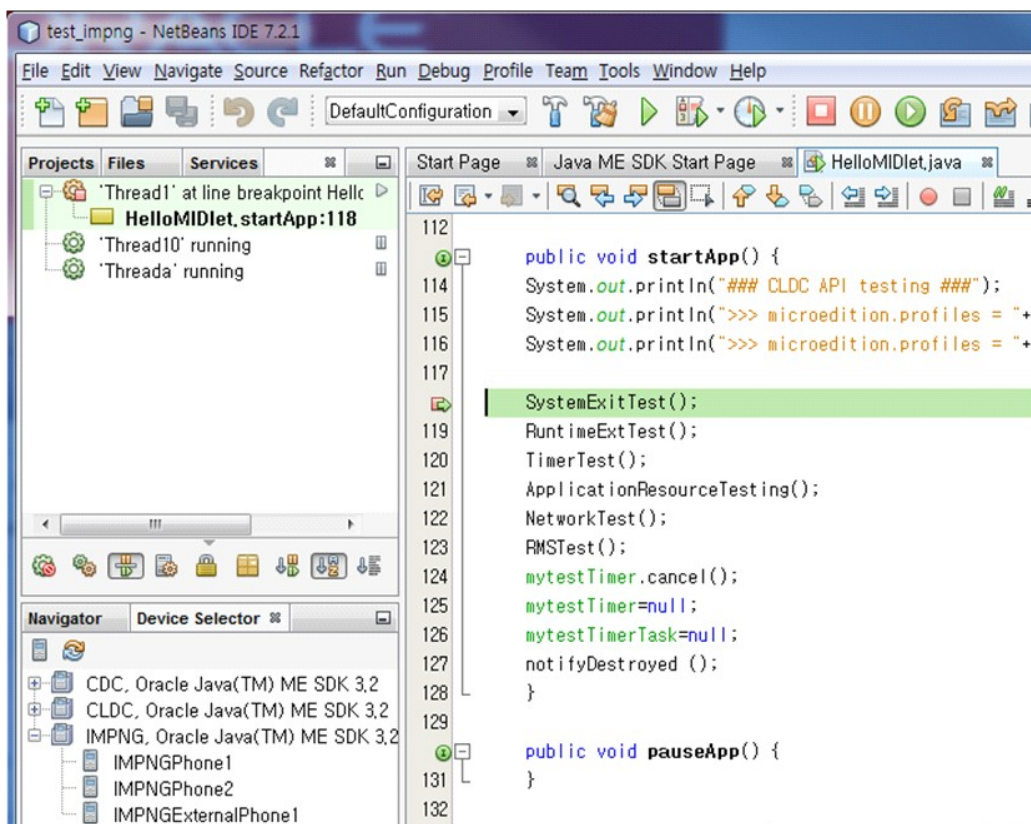 test_impng - NetBeans IDE 7.2.1
File Edit View Navigate Source Refactor Run Debug Profile Team Tools Window Help
DefaultConfiguration
Projects Files Services
'Thread1' at line breakpoint Hello
HelloMIDlet.startApp:118
'Thread10' running
'Threada' running
Navigator Device Selector
CDC, Oracle Java(TM) ME SDK 3.2
CLDC, Oracle Java(TM) ME SDK 3.2
IMPNG, Oracle Java(TM) ME SDK 3.2
IMPNGPhone1
IMPNGPhone2
IMPNGExternalPhone1
Start Page Java ME SDK Start Page HelloMIDlet.java
112
public void startApp() {
114 System.out.println("### CLDC API testing ###");
115 System.out.println(">>> microedition.profiles = "+
116 System.out.println(">>> microedition.profiles = "+
117
SystemExitTest();
119 RuntimeExtTest();
120 TimerTest();
121 ApplicationResourceTesting();
122 NetworkTest();
123 RMSTest();
124 mytestTimer.cancel();
125 mytestTimer=null;
126 mytestTimerTask=null;
127 notifyDestroyed ();
128 }
129
public void pauseApp() {
131 }
132